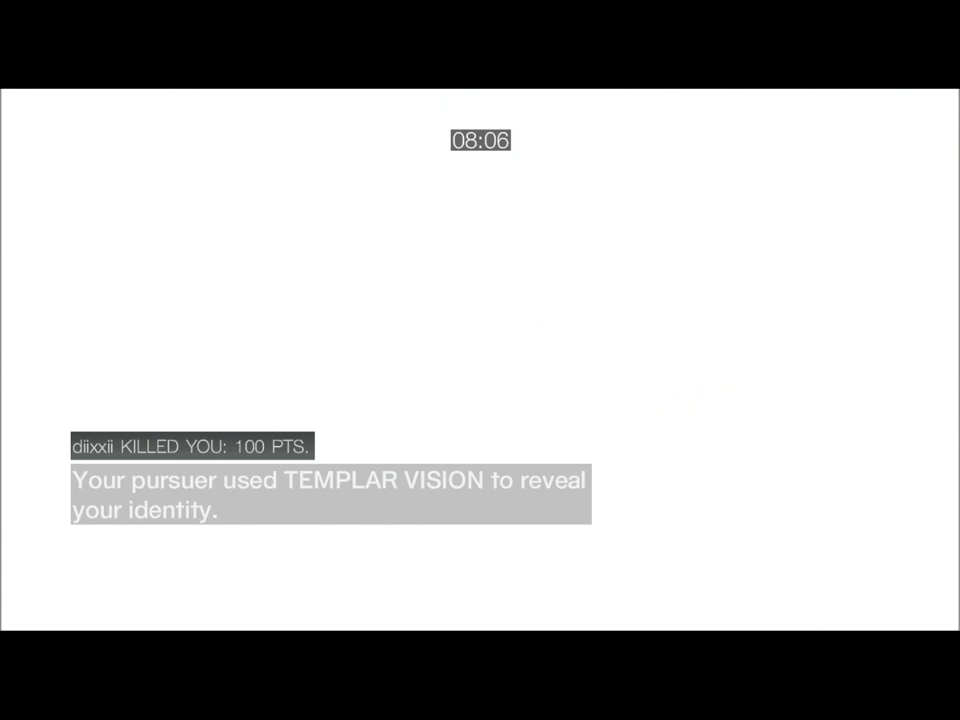 08:06
diixxii KILLED YOU: 100 PTS.
Your pursuer used TEMPLAR VISION to reveal
your identity.